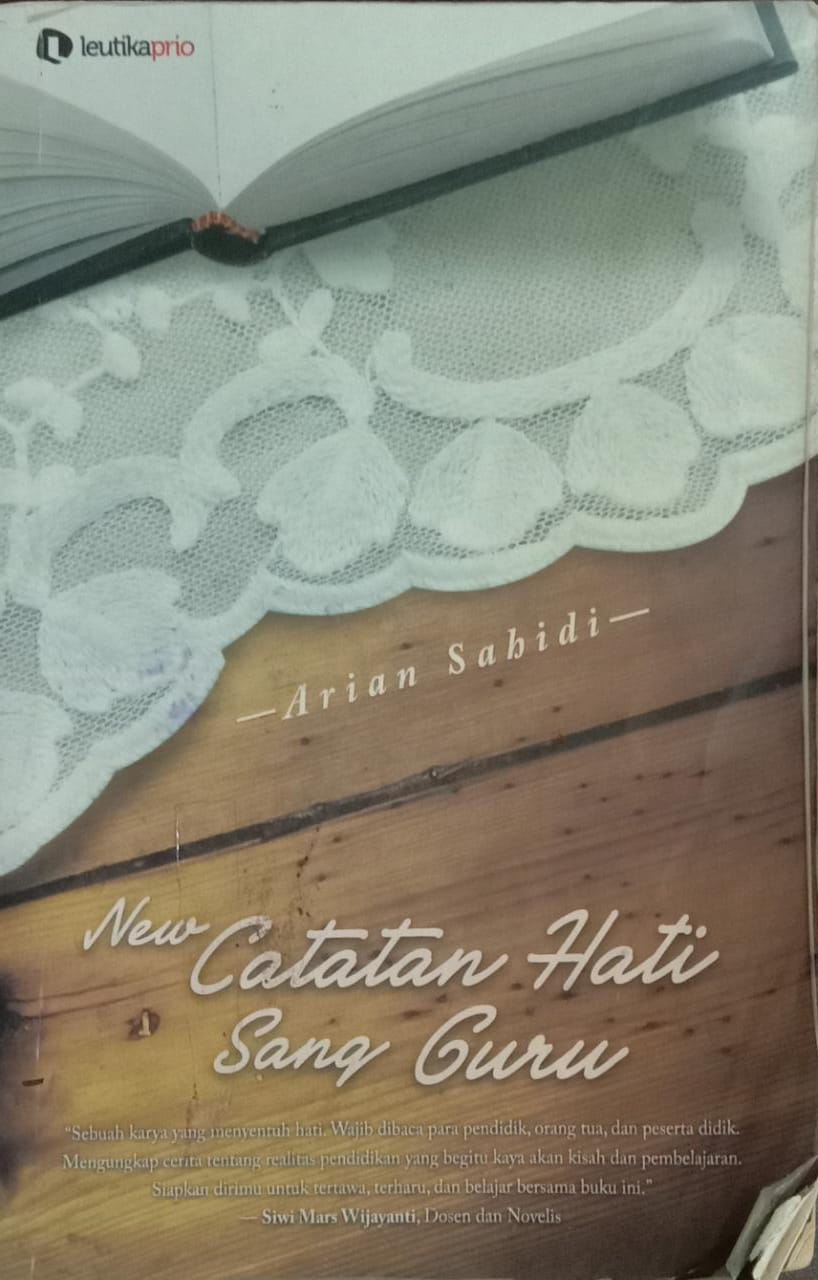 leutikaprio
—Arian Sahidi—
New Catatan Hati
Sang Guru
“Sebuah karya yang menyentuh hati. Wajib dibaca para pendidik, orang tua, dan peserta didik.
Mengungkap cerita tentang realitas pendidikan yang begitu kaya akan kisah dan pembelajaran.
Siapkan dirimu untuk tertawa, terharu, dan belajar bersama buku ini.”
— Siwi Mars Wijayanti, Dosen dan Novelis